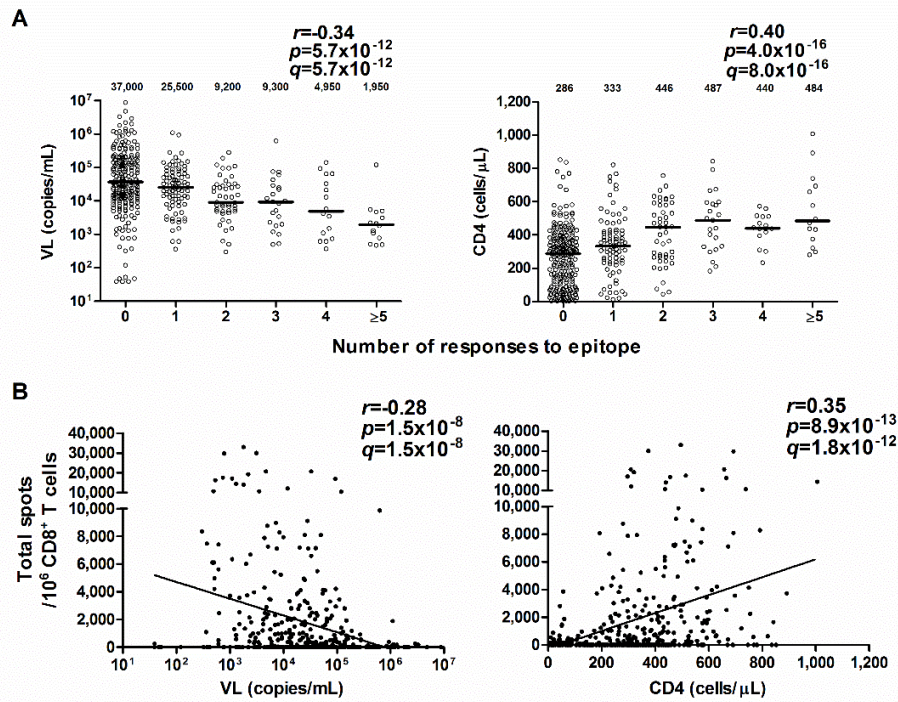 A
r=-0.34
p=5.7x10⁻¹²
q=5.7x10⁻¹²
37,000 25,500 9,200 9,300 4,950 1,950
10⁷
10⁶
10⁵
10⁴
10³
10²
10¹
VL (copies/mL)
0 1 2 3 4 ≥5
r=0.40
p=4.0x10⁻¹⁶
q=8.0x10⁻¹⁶
286 333 446 487 440 484
1,200
1,000
800
600
400
200
0
CD4 (cells/μL)
0 1 2 3 4 ≥5
Number of responses to epitope
B
r=-0.28
p=1.5x10⁻⁸
q=1.5x10⁻⁸
40,000
30,000
20,000
10,000
10,000
8,000
6,000
4,000
2,000
0
Total spots
/10⁶ CD8⁺ T cells
10¹ 10² 10³ 10⁴ 10⁵ 10⁶ 10⁷
VL (copies/mL)
r=0.35
p=8.9x10⁻¹³
q=1.8x10⁻¹²
40,000
30,000
20,000
10,000
10,000
8,000
6,000
4,000
2,000
0
0 200 400 600 800 1,000 1,200
CD4 (cells/μL)